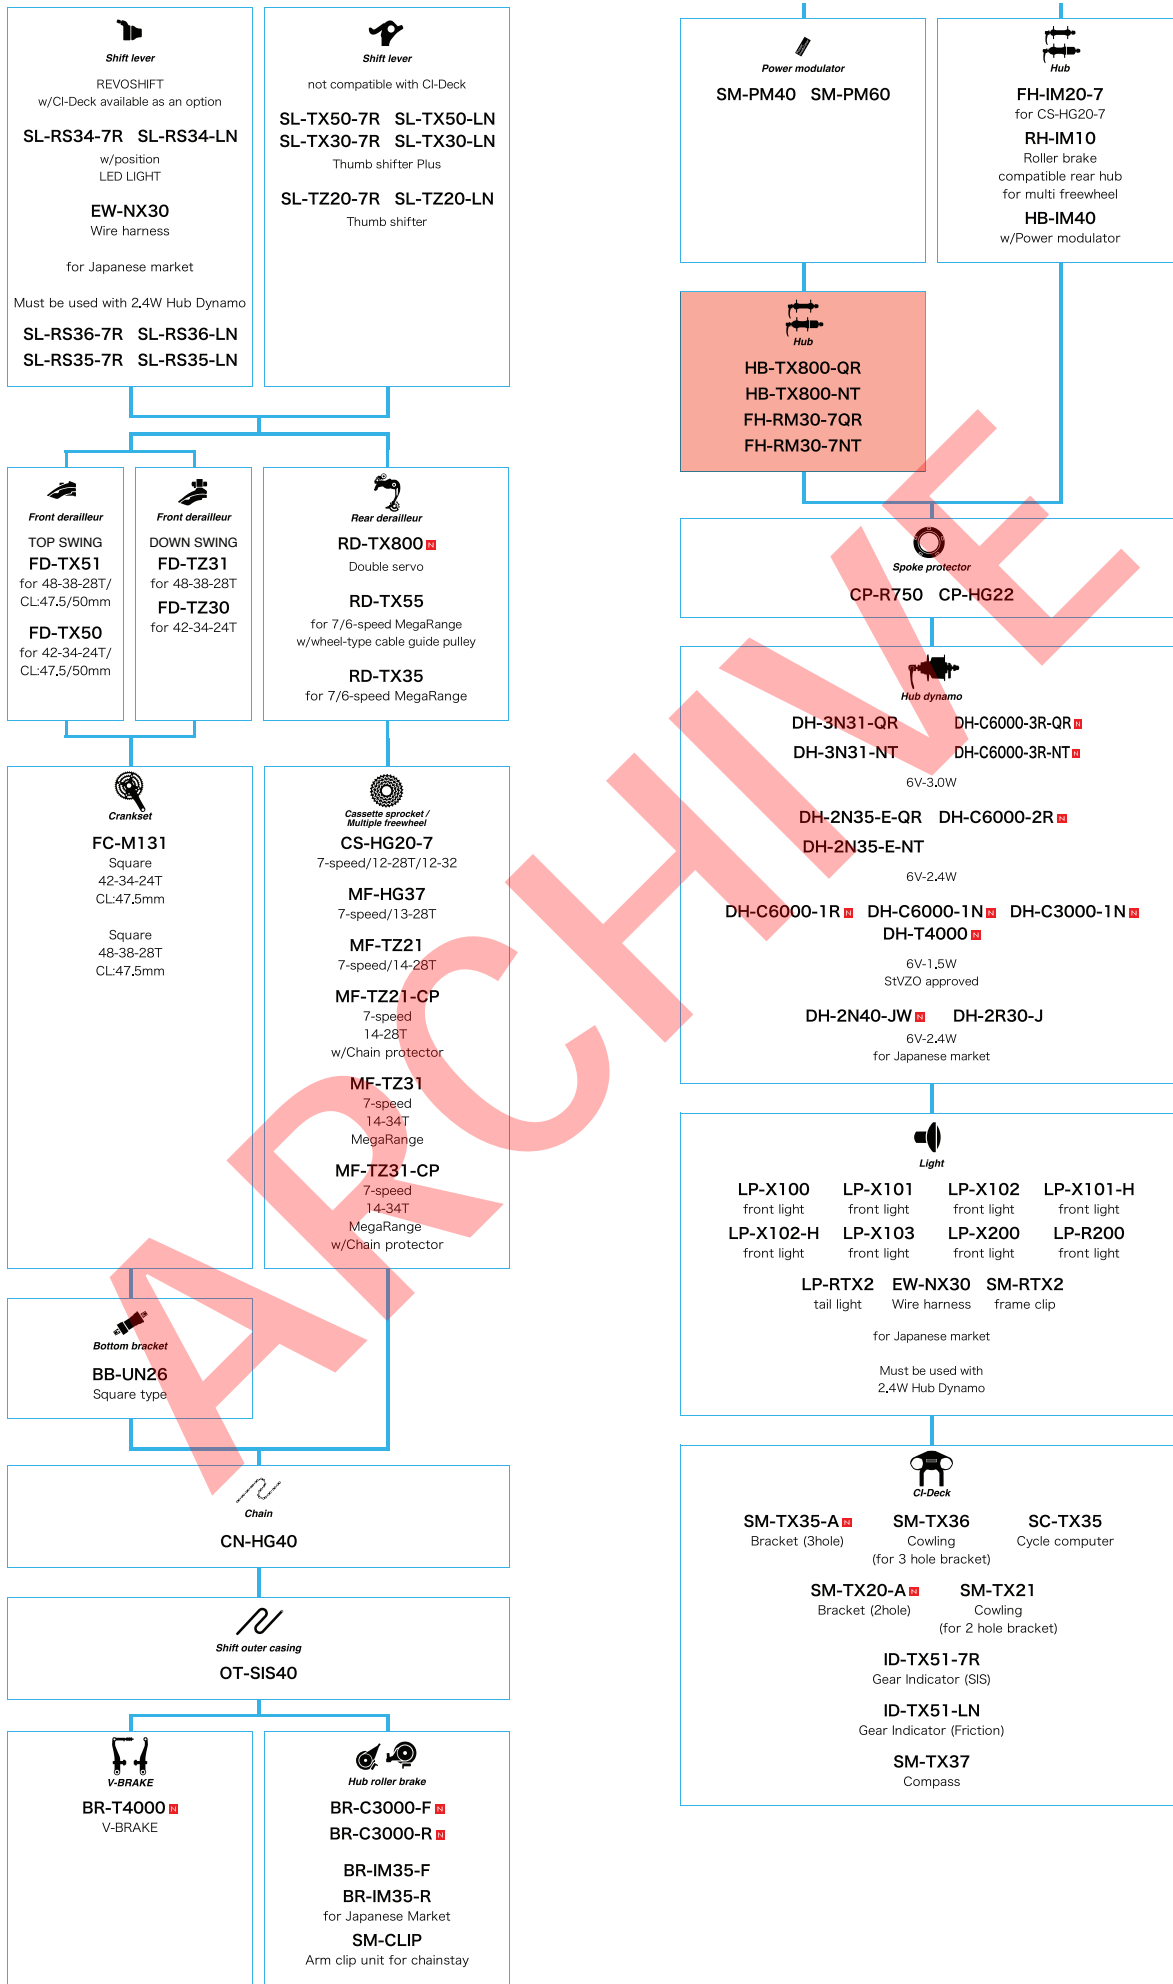 Shift lever
REVOSHIFT
w/CI-Deck available as an option
SL-RS34-7R SL-RS34-LN
w/position
LED LIGHT
EW-NX30
Wire harness
for Japanese market
Must be used with 2.4W Hub Dynamo
SL-RS36-7R SL-RS36-LN
SL-RS35-7R SL-RS35-LN
Shift lever
not compatible with CI-Deck
SL-TX50-7R SL-TX50-LN
SL-TX30-7R SL-TX30-LN
Thumb shifter Plus
SL-TZ20-7R SL-TZ20-LN
Thumb shifter
Front derailleur
TOP SWING
FD-TX51
for 48-38-28T/
CL:47.5/50mm
FD-TX50
for 42-34-24T/
CL:47.5/50mm
Front derailleur
DOWN SWING
FD-TZ31
for 48-38-28T
FD-TZ30
for 42-34-24T
Rear derailleur
RD-TX800 N
Double servo
RD-TX55
for 7/6-speed MegaRange
w/wheel-type cable guide pulley
RD-TX35
for 7/6-speed MegaRange
Crankset
FC-M131
Square
42-34-24T
CL:47.5mm
Square
48-38-28T
CL:47.5mm
Cassette sprocket /
Multiple freewheel
CS-HG20-7
7-speed/12-28T/12-32
MF-HG37
7-speed/13-28T
MF-TZ21
7-speed/14-28T
MF-TZ21-CP
7-speed
14-28T
w/Chain protector
MF-TZ31
7-speed
14-34T
MegaRange
MF-TZ31-CP
7-speed
14-34T
MegaRange
w/Chain protector
Bottom bracket
BB-UN26
Square type
Chain
CN-HG40
Shift outer casing
OT-SIS40
V-BRAKE
BR-T4000 N
V-BRAKE
Hub roller brake
BR-C3000-F N
BR-C3000-R N
BR-IM35-F
BR-IM35-R
for Japanese Market
SM-CLIP
Arm clip unit for chainstay
Power modulator
SM-PM40 SM-PM60
Hub
FH-IM20-7
for CS-HG20-7
RH-IM10
Roller brake
compatible rear hub
for multi freewheel
HB-IM40
w/Power modulator
Hub
HB-TX800-QR
HB-TX800-NT
FH-RM30-7QR
FH-RM30-7NT
Spoke protector
CP-R750 CP-HG22
Hub dynamo
DH-3N31-QR DH-C6000-3R-QR N
DH-3N31-NT DH-C6000-3R-NT N
6V-3.0W
DH-2N35-E-QR DH-C6000-2R N
DH-2N35-E-NT
6V-2.4W
DH-C6000-1R N DH-C6000-1N N DH-C3000-1N N
DH-T4000 N
6V-1.5W
StVZO approved
DH-2N40-JW N DH-2R30-J
6V-2.4W
for Japanese market
Light
LP-X100 LP-X101 LP-X102 LP-X101-H
front light front light front light front light
LP-X102-H LP-X103 LP-X200 LP-R200
front light front light front light front light
LP-RTX2 EW-NX30 SM-RTX2
tail light Wire harness frame clip
for Japanese market
Must be used with
2.4W Hub Dynamo
CI-Deck
SM-TX35-A N SM-TX36 SC-TX35
Bracket (3hole) Cowling Cycle computer
(for 3 hole bracket)
SM-TX20-A N SM-TX21
Bracket (2hole) Cowling
(for 2 hole bracket)
ID-TX51-7R
Gear Indicator (SIS)
ID-TX51-LN
Gear Indicator (Friction)
SM-TX37
Compass
ARCHIVE